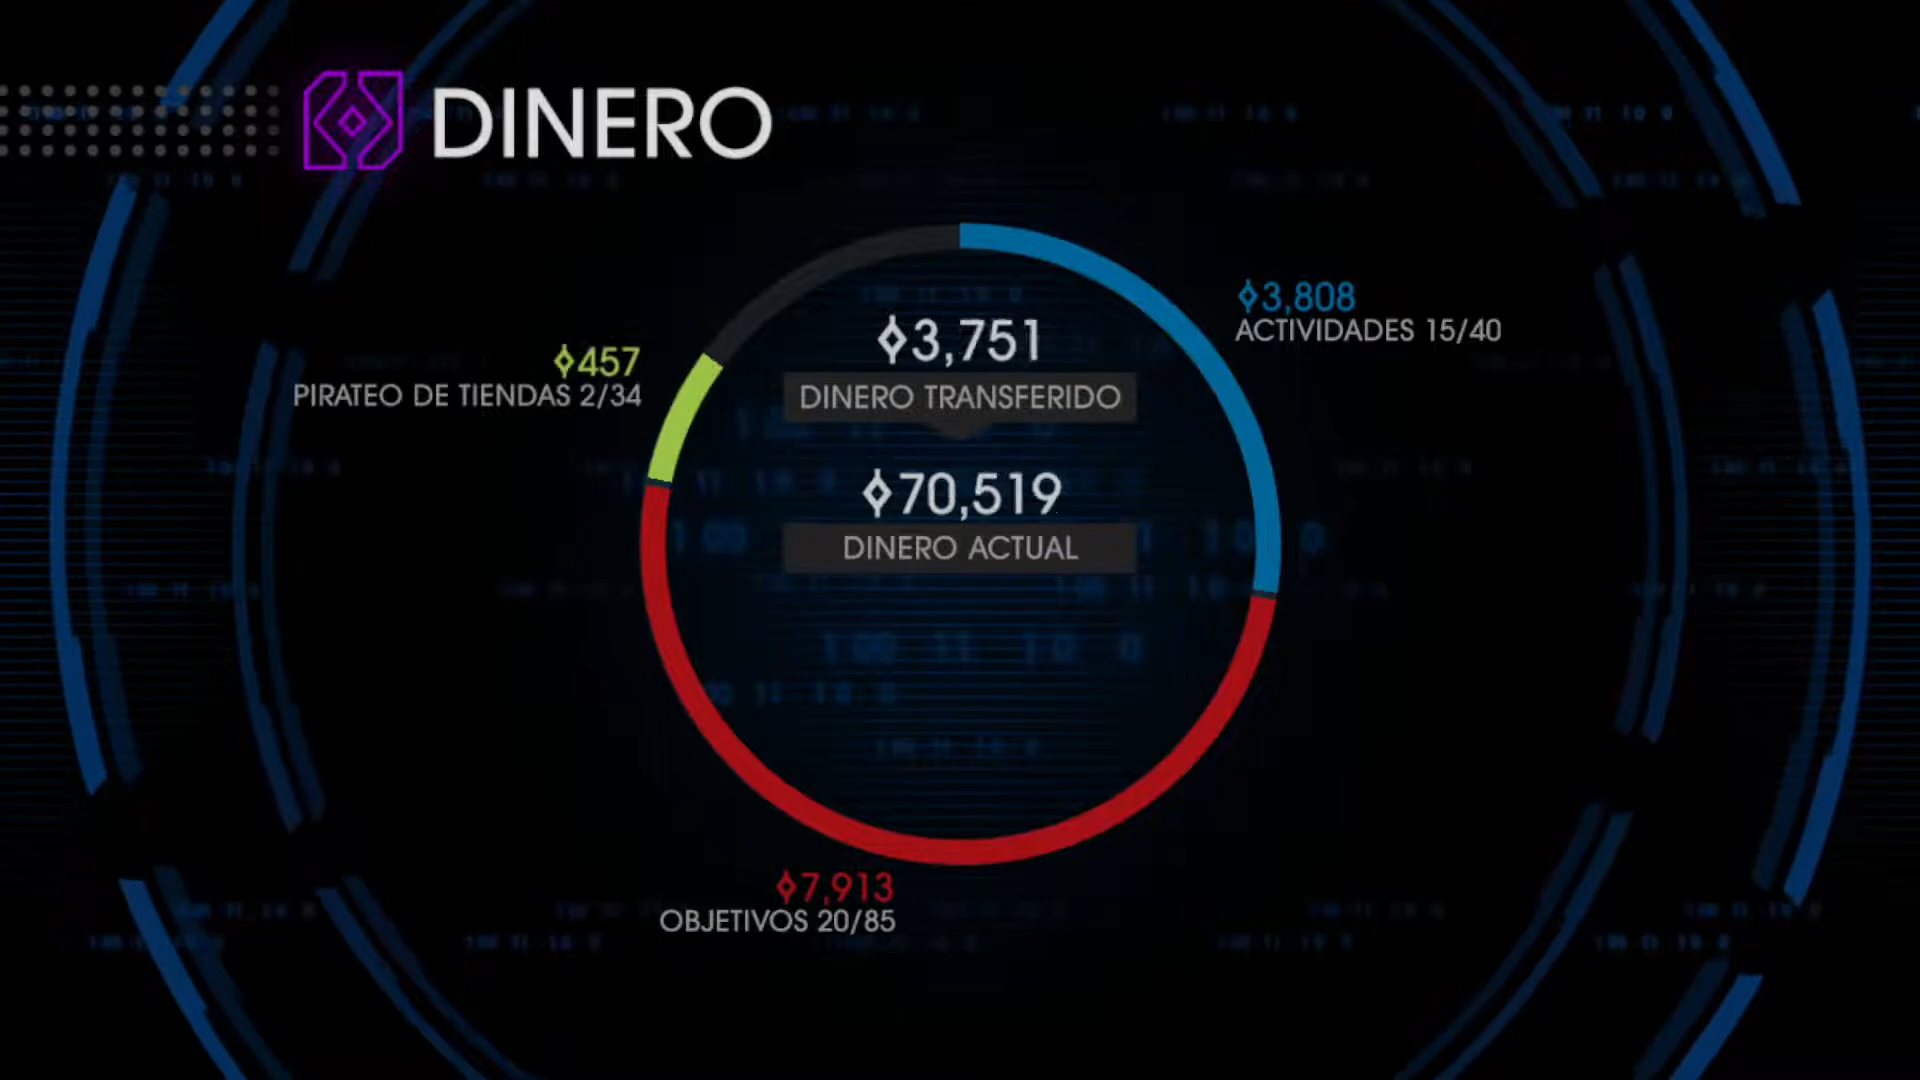 DINERO
3,808
ACTIVIDADES 15/40
3,751
DINERO TRANSFERIDO
457
PIRATEO DE TIENDAS 2/34
70,519
DINERO ACTUAL
7,913
OBJETIVOS 20/85